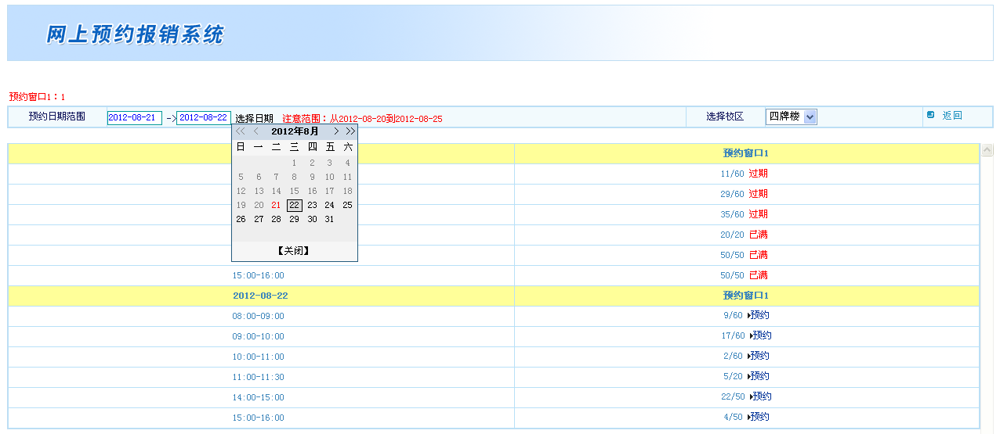 网上预约报销系统
预约窗口1：1
预约日期范围 2012-08-21 -> 2012-08-22 选择日期 注意范围：从2012-08-20到2012-08-25 选择校区 四牌楼 返回
2012年8月
日 一 二 三 四 五 六
1 2 3 4
5 6 7 8 9 10 11
12 13 14 15 16 17 18
19 20 21 22 23 24 25
26 27 28 29 30 31
【关闭】
预约窗口1
11/60 过期
29/60 过期
35/60 过期
20/20 已满
50/50 已满
15:00-16:00 50/50 已满
2012-08-22 预约窗口1
08:00-09:00 9/60 预约
09:00-10:00 17/60 预约
10:00-11:00 2/60 预约
11:00-11:30 5/20 预约
14:00-15:00 22/50 预约
15:00-16:00 4/50 预约